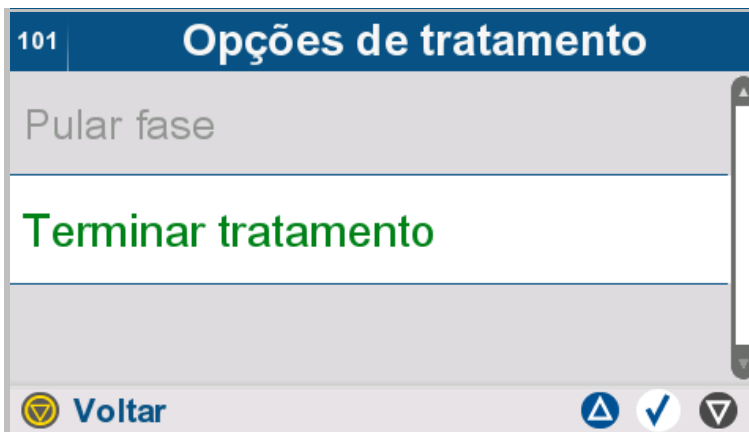 101
Opções de tratamento
Pular fase
Terminar tratamento
Voltar